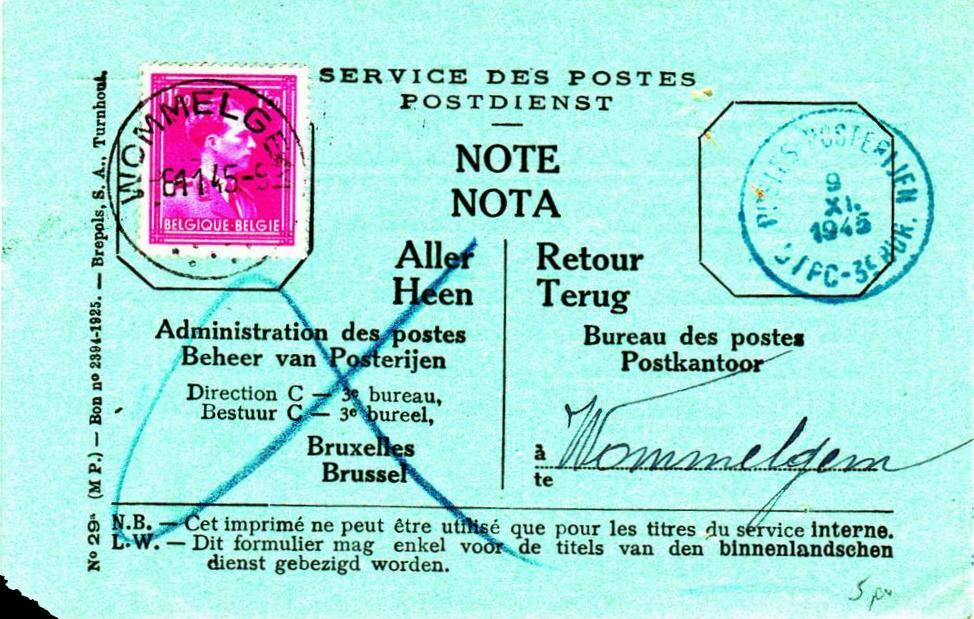 SERVICE DES POSTES
POSTDIENST
NOTE
NOTA
WOMMELGEM
BELGIQUE·BELGIE
POSTES-POSTERIJEN
9
XI.
1945
Aller
Heen
Administration des postes
Beheer van Posterijen
Direction C — 3e bureau,
Bestuur C — 3e bureel,
Bruxelles
Brussel
Retour
Terug
Bureau des postes
Postkantoor
à
te
Wommelgem
N.B. — Cet imprimé ne peut être utilisé que pour les titres du service interne.
L.W. — Dit formulier mag enkel voor de titels van den binnenlandschen
dienst gebezigd worden.
No 29a (M P.) — Bon no 2394-1925. — Brepols, S. A., Turnhout.